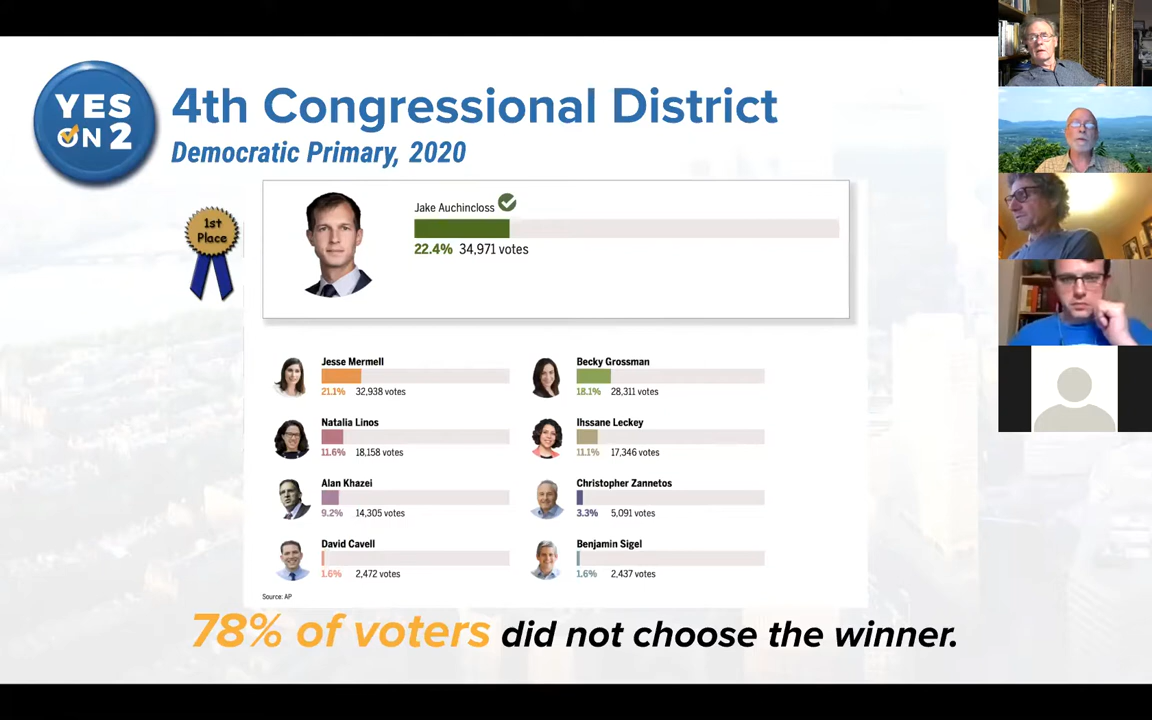 YES
ON 2
4th Congressional District
Democratic Primary, 2020
1st
Place
Jake Auchincloss
22.4% 34,971 votes
Jesse Mermell
21.1% 32,938 votes
Becky Grossman
18.1% 28,311 votes
Natalia Linos
11.6% 18,158 votes
Ihssane Leckey
11.1% 17,346 votes
Alan Khazei
9.2% 14,305 votes
Christopher Zannetos
3.3% 5,091 votes
David Cavell
1.6% 2,472 votes
Benjamin Sigel
1.6% 2,437 votes
Source: AP
78% of voters did not choose the winner.